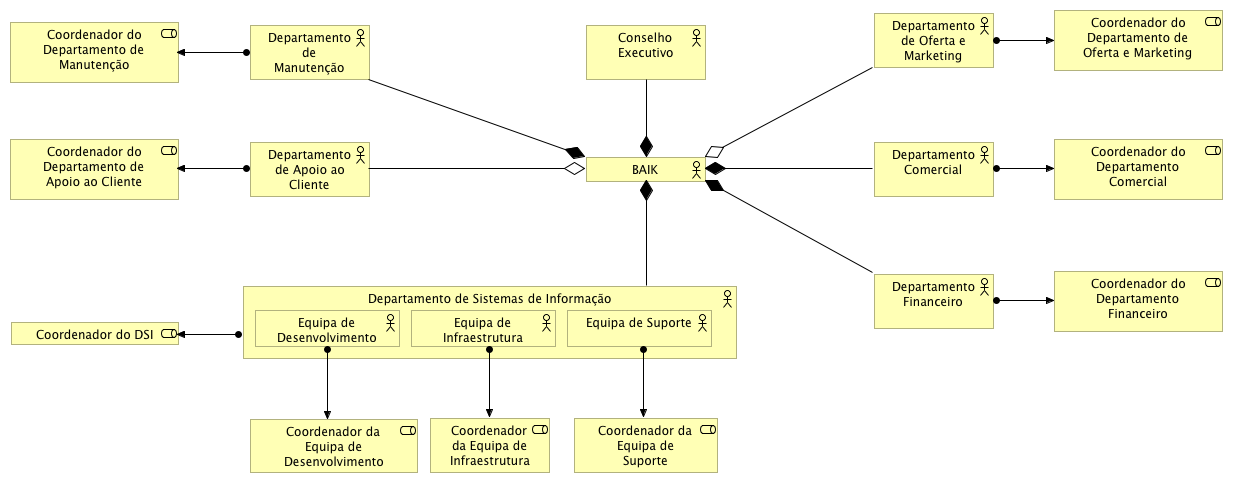 Coordenador do
Departamento de
Manutenção
Departamento
de
Manutenção
Conselho
Executivo
Departamento
de Oferta e
Marketing
Coordenador do
Departamento de
Oferta e Marketing
Coordenador do
Departamento de
Apoio ao Cliente
Departamento
de Apoio ao
Cliente
BAIK
Departamento
Comercial
Coordenador do
Departamento
Comercial
Departamento
Financeiro
Coordenador do
Departamento
Financeiro
Departamento de Sistemas de Informação
Coordenador do DSI
Equipa de
Desenvolvimento
Equipa de
Infraestrutura
Equipa de Suporte
Coordenador da
Equipa de
Desenvolvimento
Coordenador
da Equipa de
Infraestrutura
Coordenador da
Equipa de
Suporte